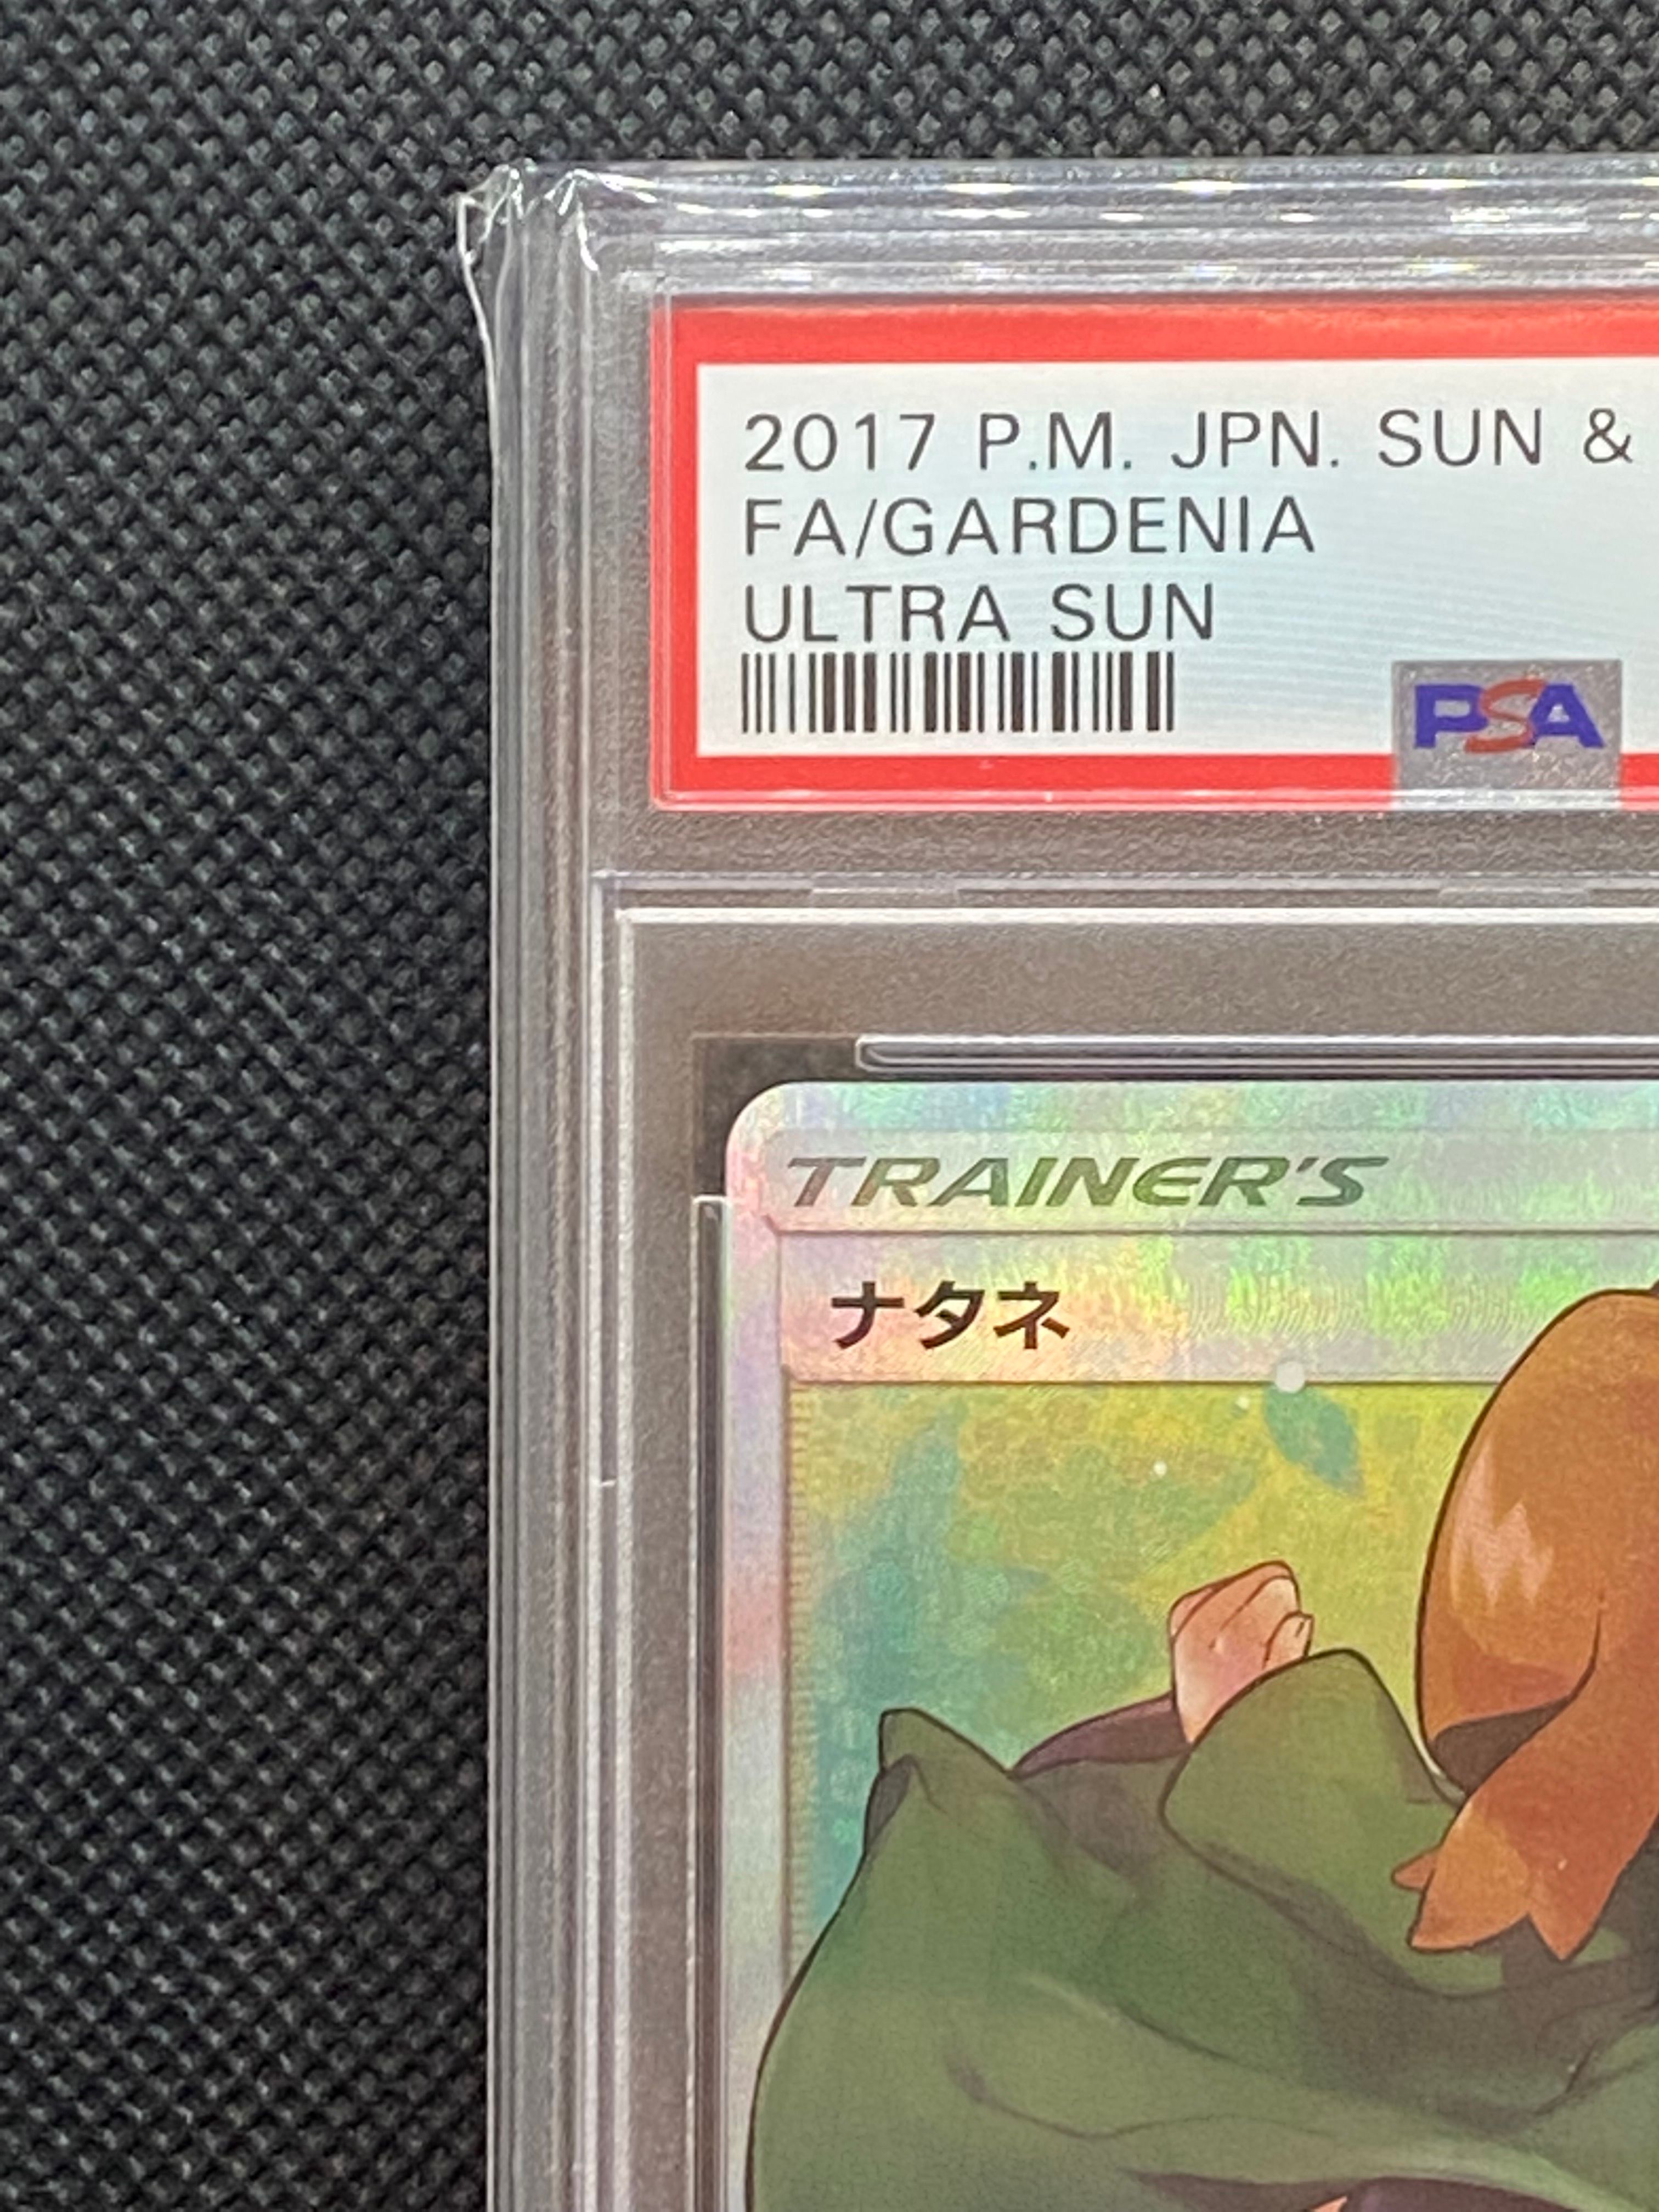 2017 P.M. JPN. SUN &
FA/GARDENIA
ULTRA SUN
PSA
TRAINER'S
ナタネ